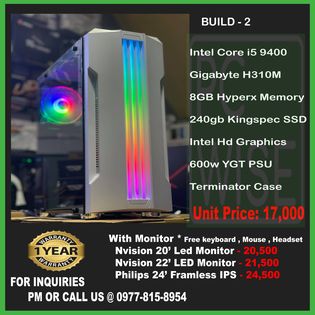 BUILD - 2
Intel Core i5 9400
Gigabyte H310M
8GB Hyperx Memory
240gb Kingspec SSD
Intel Hd Graphics
600w YGT PSU
Terminator Case
Unit Price: 17,000
WARRANTY
1 YEAR
WARRANTY
With Monitor * Free keyboard , Mouse , Headset
Nvision 20' Led Monitor - 20,500
Nvision 22' LED Monitor - 21,500
Philips 24' Framless IPS - 24,500
FOR INQUIRIES
PM OR CALL US @ 0977-815-8954